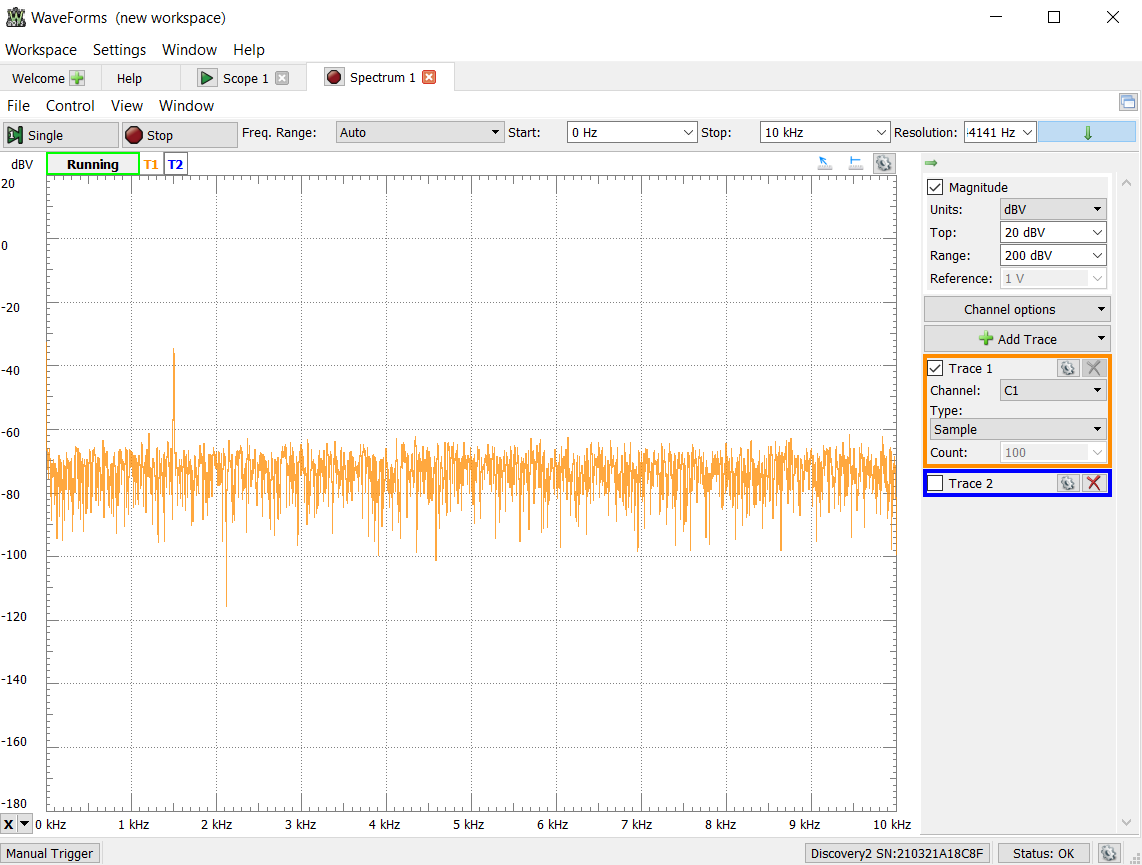 WaveForms (new workspace)
Workspace Settings Window Help
Welcome Help Scope 1 Spectrum 1
File Control View Window
Single Stop Freq. Range: Auto Start: 0 Hz Stop: 10 kHz Resolution: 4141 Hz
dBV Running T1 T2
20
0
-20
-40
-60
-80
-100
-120
-140
-160
-180
X 0 kHz 1 kHz 2 kHz 3 kHz 4 kHz 5 kHz 6 kHz 7 kHz 8 kHz 9 kHz 10 kHz
Magnitude
Units: dBV
Top: 20 dBV
Range: 200 dBV
Reference: 1 V
Channel options
Add Trace
Trace 1
Channel: C1
Type:
Sample
Count: 100
Trace 2
Manual Trigger Discovery2 SN:210321A18C8F Status: OK